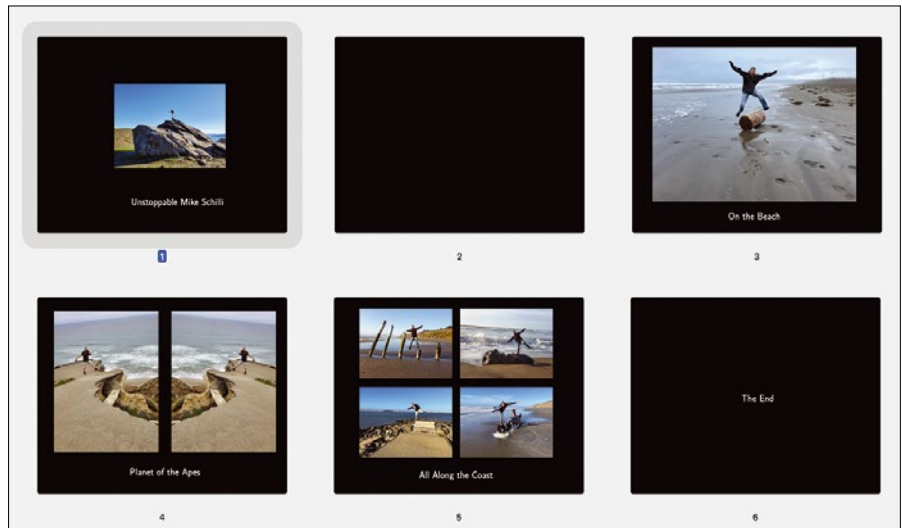 Unstoppable Mike Schilli
1
2
On the Beach
3
Planet of the Apes
4
All Along the Coast
5
The End
6